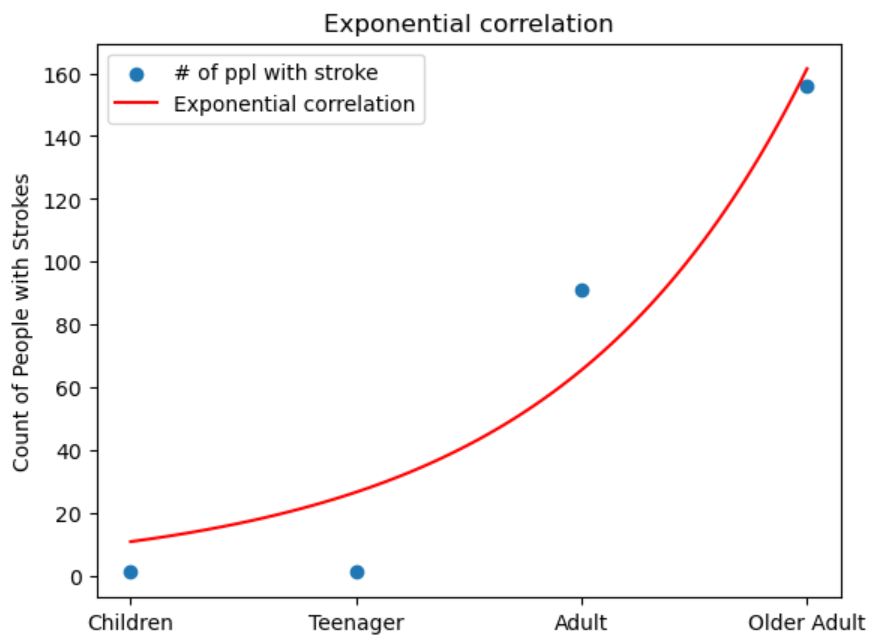 Exponential correlation
# of ppl with stroke
Exponential correlation
Count of People with Strokes
160
140
120
100
80
60
40
20
0
Children Teenager Adult Older Adult